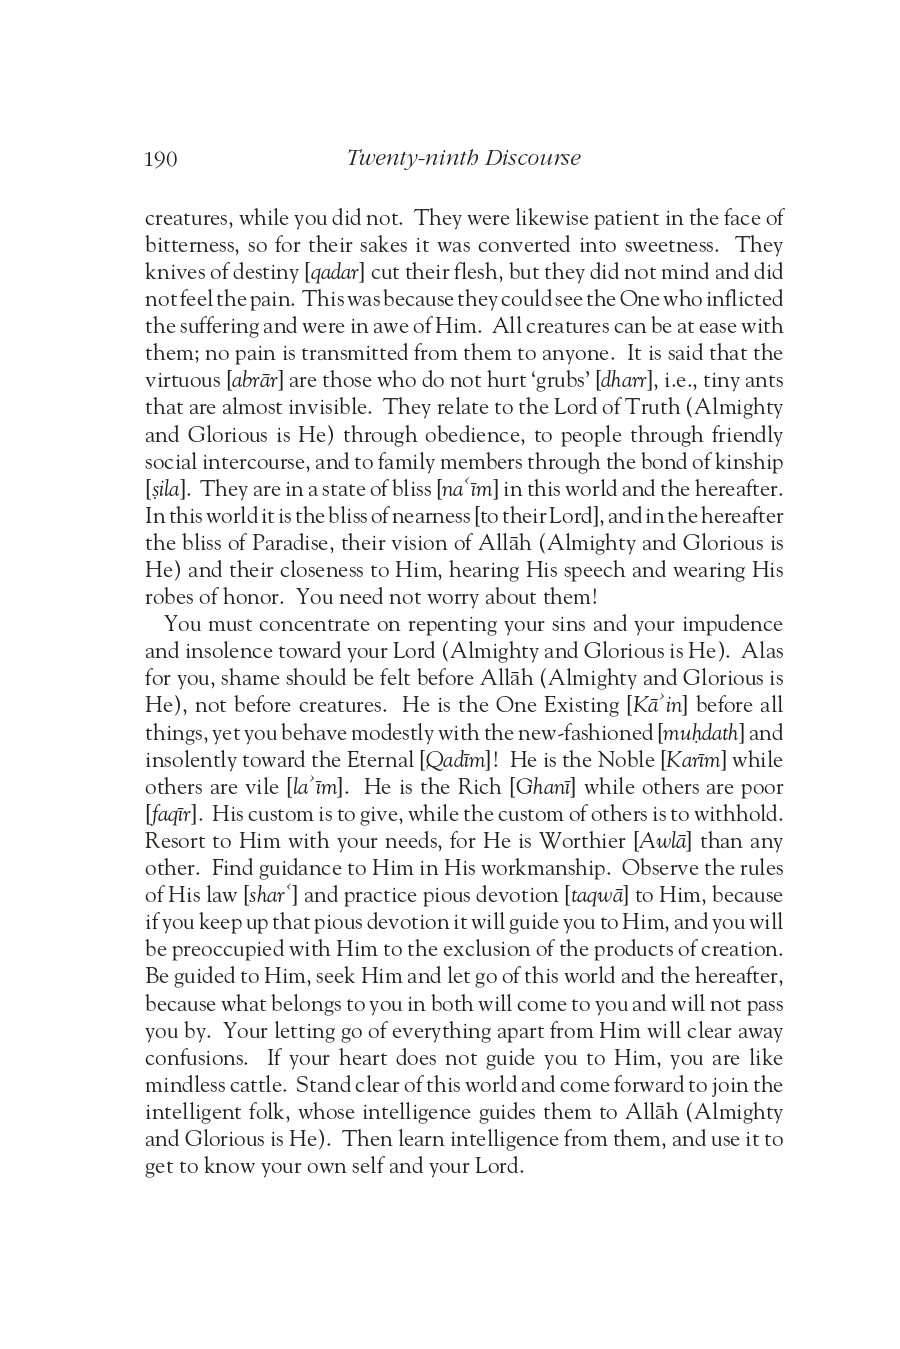 190 Twenty-ninth Discourse
creatures, while you did not. They were likewise patient in the face of
bitterness, so for their sakes it was converted into sweetness. They
knives of destiny [qadar] cut their flesh, but they did not mind and did
not feel the pain. This was because they could see the One who inflicted
the suffering and were in awe of Him. All creatures can be at ease with
them; no pain is transmitted from them to anyone. It is said that the
virtuous [abrār] are those who do not hurt ‘grubs’ [dharr], i.e., tiny ants
that are almost invisible. They relate to the Lord of Truth (Almighty
and Glorious is He) through obedience, to people through friendly
social intercourse, and to family members through the bond of kinship
[ṣila]. They are in a state of bliss [naʿīm] in this world and the hereafter.
In this world it is the bliss of nearness [to their Lord], and in the hereafter
the bliss of Paradise, their vision of Allāh (Almighty and Glorious is
He) and their closeness to Him, hearing His speech and wearing His
robes of honor. You need not worry about them!
You must concentrate on repenting your sins and your impudence
and insolence toward your Lord (Almighty and Glorious is He). Alas
for you, shame should be felt before Allāh (Almighty and Glorious is
He), not before creatures. He is the One Existing [Kāʾin] before all
things, yet you behave modestly with the new-fashioned [muḥdath] and
insolently toward the Eternal [Qadīm]! He is the Noble [Karīm] while
others are vile [laʾīm]. He is the Rich [Ghanī] while others are poor
[faqīr]. His custom is to give, while the custom of others is to withhold.
Resort to Him with your needs, for He is Worthier [Awlā] than any
other. Find guidance to Him in His workmanship. Observe the rules
of His law [sharʿ] and practice pious devotion [taqwā] to Him, because
if you keep up that pious devotion it will guide you to Him, and you will
be preoccupied with Him to the exclusion of the products of creation.
Be guided to Him, seek Him and let go of this world and the hereafter,
because what belongs to you in both will come to you and will not pass
you by. Your letting go of everything apart from Him will clear away
confusions. If your heart does not guide you to Him, you are like
mindless cattle. Stand clear of this world and come forward to join the
intelligent folk, whose intelligence guides them to Allāh (Almighty
and Glorious is He). Then learn intelligence from them, and use it to
get to know your own self and your Lord.